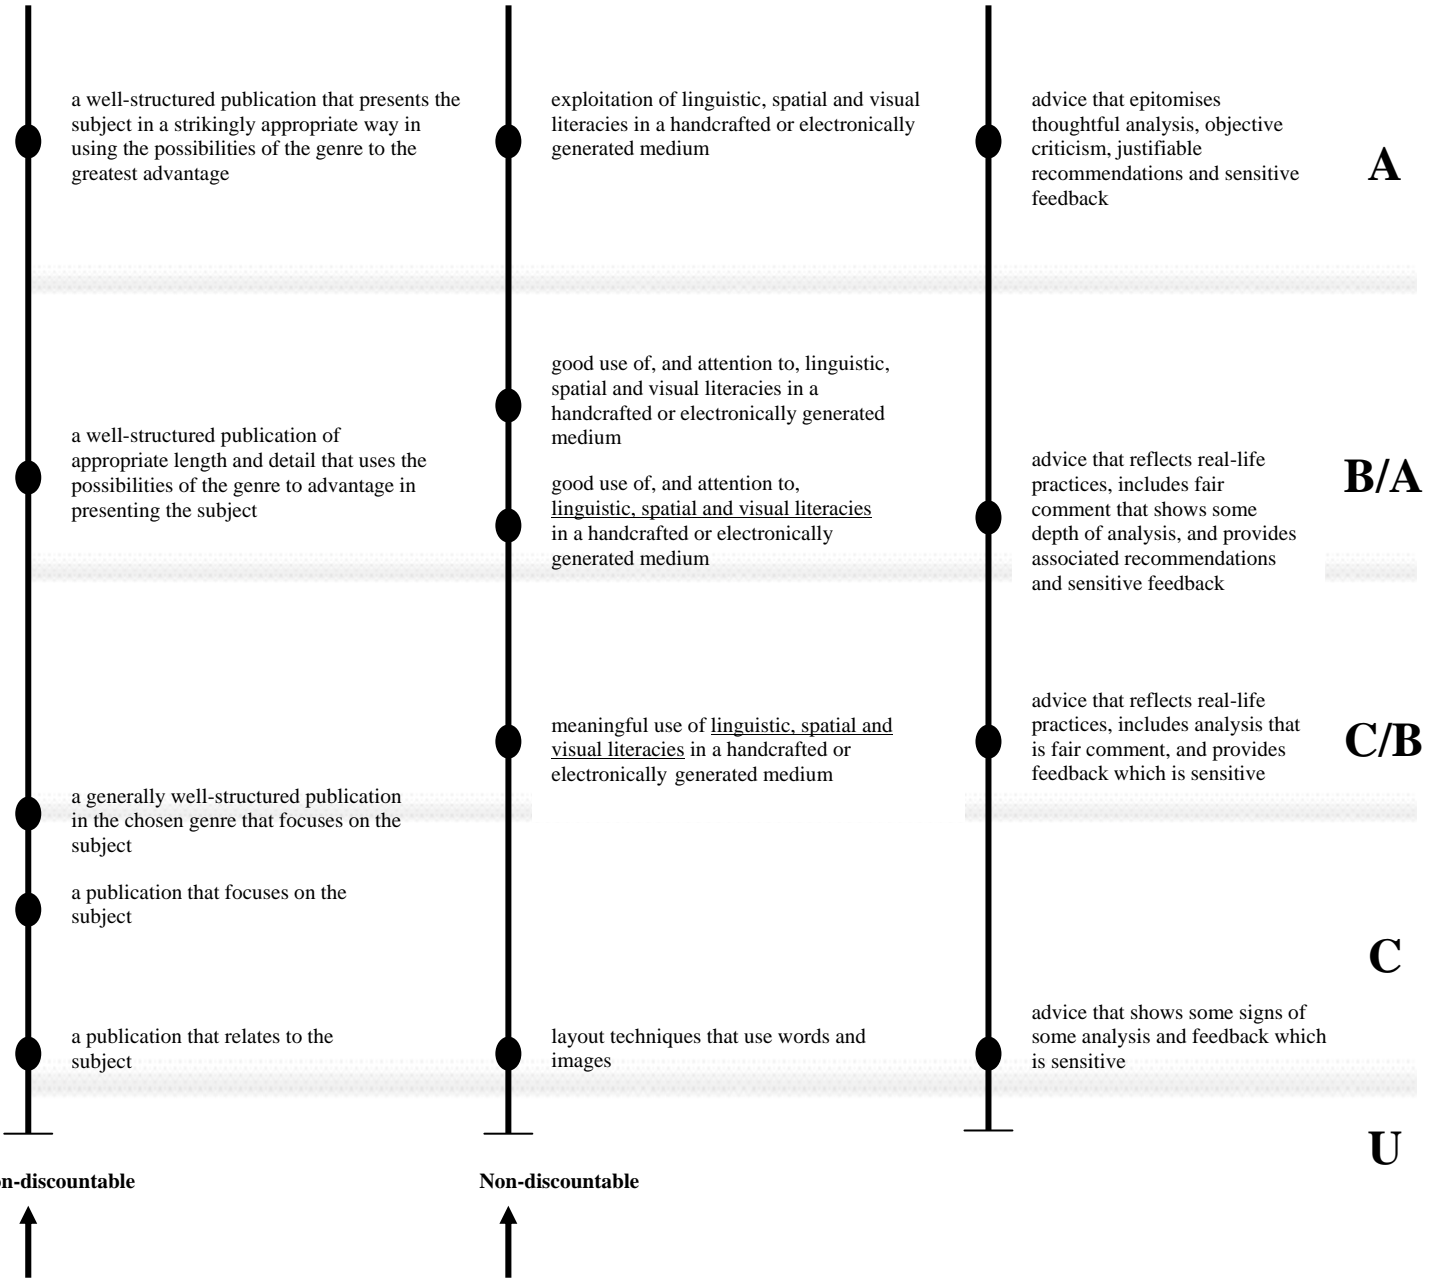 a well-structured publication that presents the
subject in a strikingly appropriate way in
using the possibilities of the genre to the
greatest advantage
exploitation of linguistic, spatial and visual
literacies in a handcrafted or electronically
generated medium
advice that epitomises
thoughtful analysis, objective
criticism, justifiable
recommendations and sensitive
feedback
A
a well-structured publication of
appropriate length and detail that uses the
possibilities of the genre to advantage in
presenting the subject
good use of, and attention to, linguistic,
spatial and visual literacies in a
handcrafted or electronically generated
medium
good use of, and attention to,
linguistic, spatial and visual literacies
in a handcrafted or electronically
generated medium
advice that reflects real-life
practices, includes fair
comment that shows some
depth of analysis, and provides
associated recommendations
and sensitive feedback
B/A
meaningful use of linguistic, spatial and
visual literacies in a handcrafted or
electronically generated medium
advice that reflects real-life
practices, includes analysis that
is fair comment, and provides
feedback which is sensitive
C/B
a generally well-structured publication
in the chosen genre that focuses on the
subject
a publication that focuses on the
subject
C
a publication that relates to the
subject
layout techniques that use words and
images
advice that shows some signs of
some analysis and feedback which
is sensitive
U
n-discountable
Non-discountable